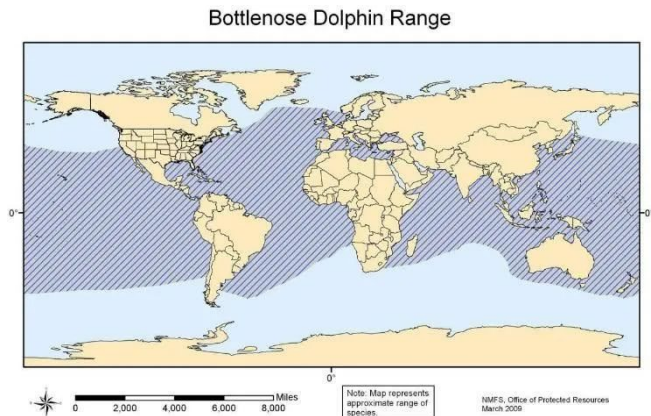 Bottlenose Dolphin Range
0°
0°
0°
Miles
0 2,000 4,000 6,000 8,000
Note: Map represents
approximate range of
species.
NMFS, Office of Protected Resources
March 2009